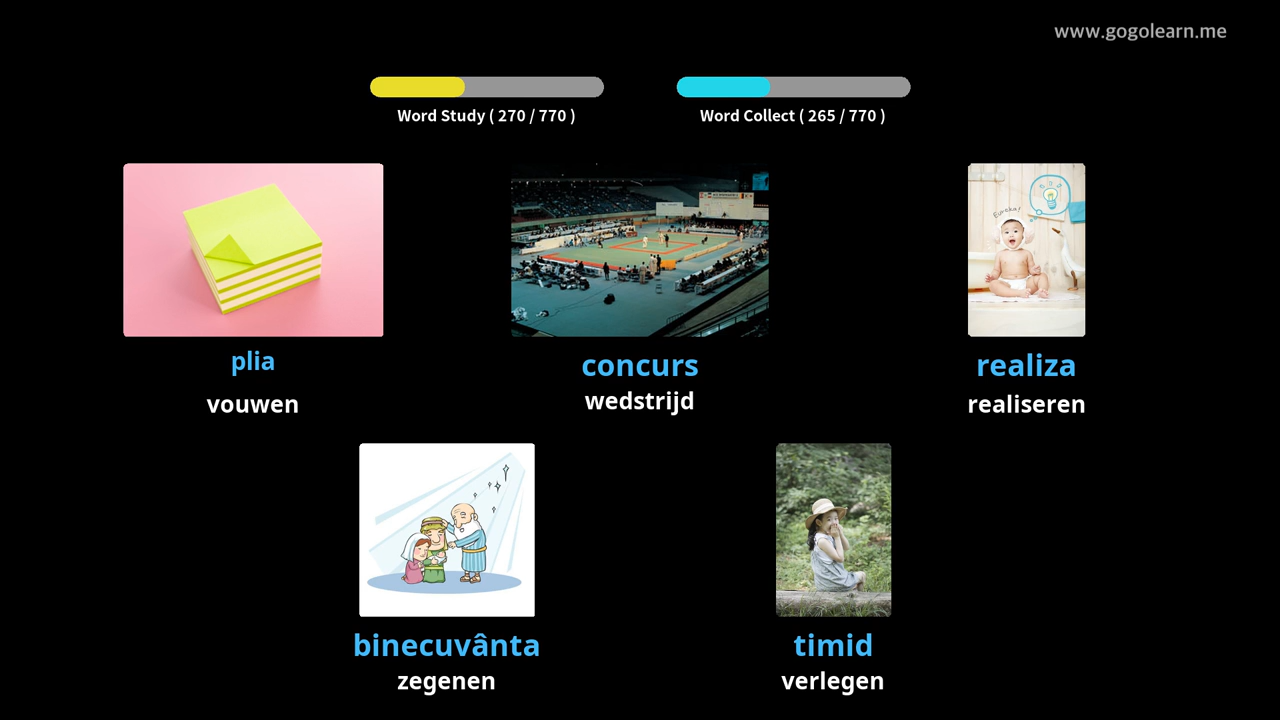 www.gogolearn.me
Word Study ( 270 / 770 )
Word Collect ( 265 / 770 )
Eureka!
plia
vouwen
concurs
wedstrijd
realiza
realiseren
binecuvânta
zegenen
timid
verlegen